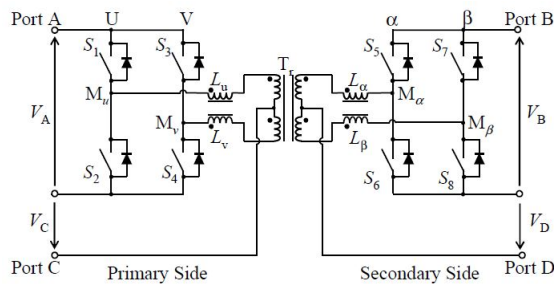 Port A U V α β Port B
S1 S3 Tr S5 S7
Lu Lα
Mu Mα
VA Mv VB
Lv Lβ Mβ
S2 S4 S6 S8
VC VD
Port C Primary Side Secondary Side Port D